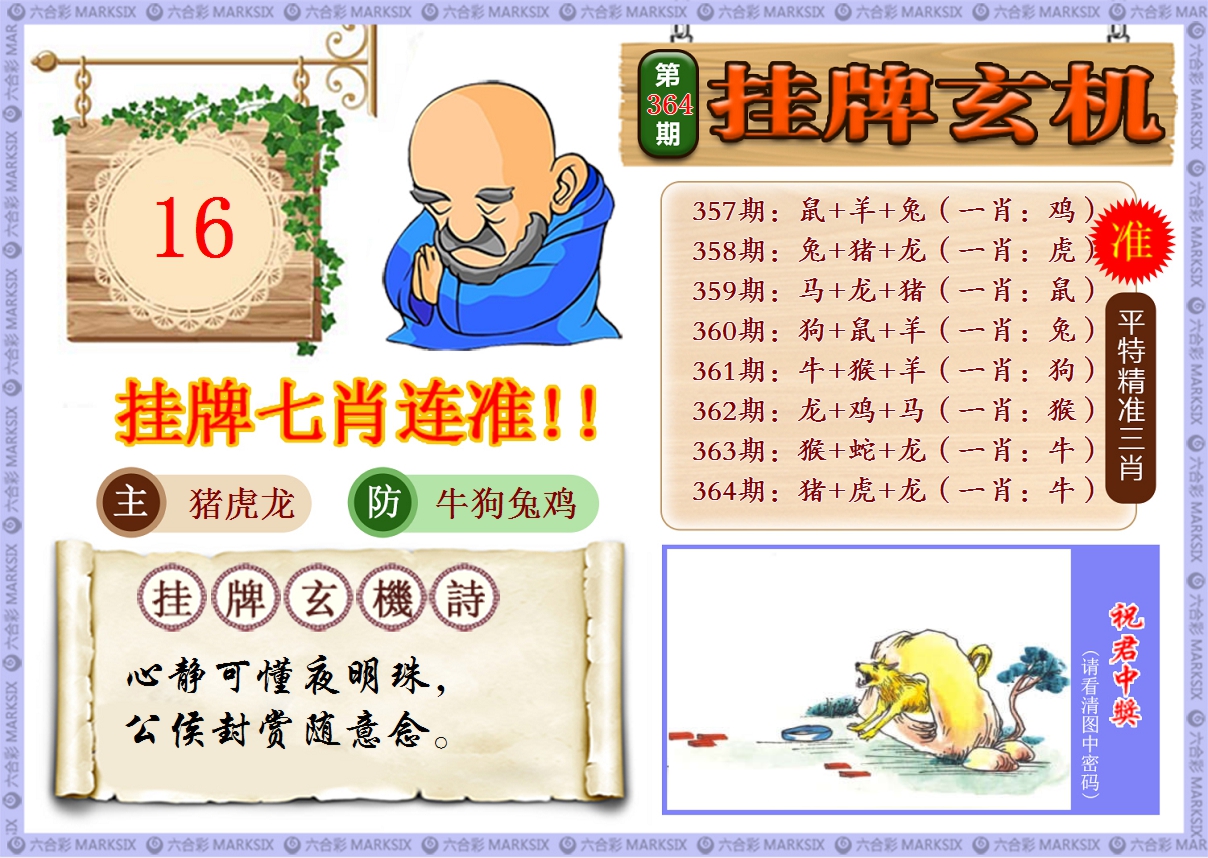 六合彩 MARKSIX
16
第
364
期
挂牌玄机
357期：鼠+羊+兔（一肖：鸡）
358期：兔+猪+龙（一肖：虎）
359期：马+龙+猪（一肖：鼠）
360期：狗+鼠+羊（一肖：兔）
361期：牛+猴+羊（一肖：狗）
362期：龙+鸡+马（一肖：猴）
363期：猴+蛇+龙（一肖：牛）
364期：猪+虎+龙（一肖：牛）
准
平特精准三肖
挂牌七肖连准！！
主 猪虎龙
防 牛狗兔鸡
挂牌玄機詩
心静可懂夜明珠，
公侯封赏随意念。
祝君中奖
（请看清图中密码）